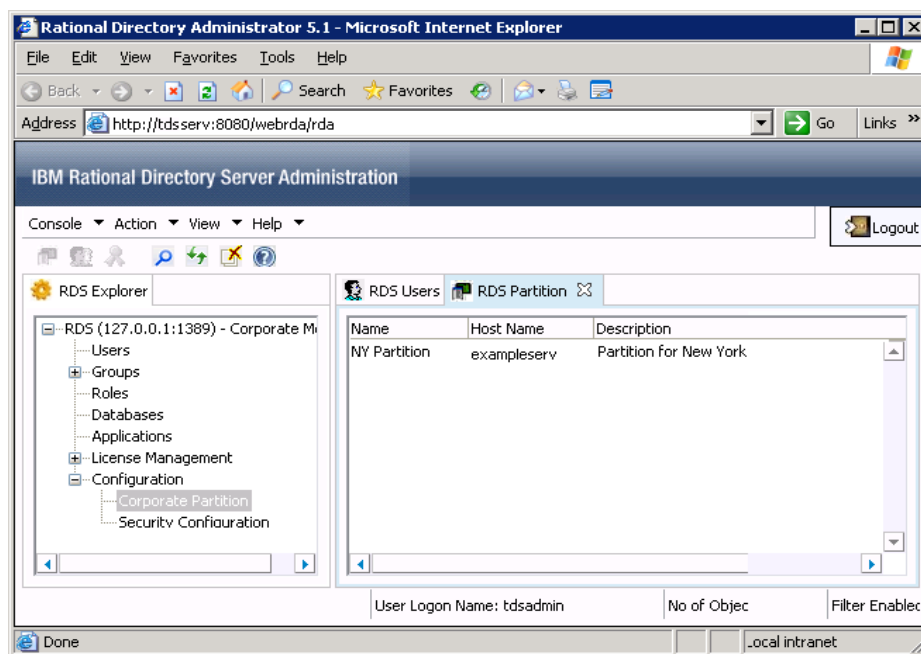 Rational Directory Administrator 5.1 - Microsoft Internet Explorer
File Edit View Favorites Tools Help
Back Search Favorites
Address http://tdsserv:8080/webrda/rda Go Links »
IBM Rational Directory Server Administration
Console Action View Help Logout
RDS Explorer
RDS Users RDS Partition
RDS (127.0.0.1:1389) - Corporate M
Users
Groups
Roles
Databases
Applications
License Management
Configuration
Corporate Partition
Security Configuration
Name Host Name Description
NY Partition exampleserv Partition for New York
User Logon Name: tdsadmin No of Objec Filter Enabled
Done Local intranet